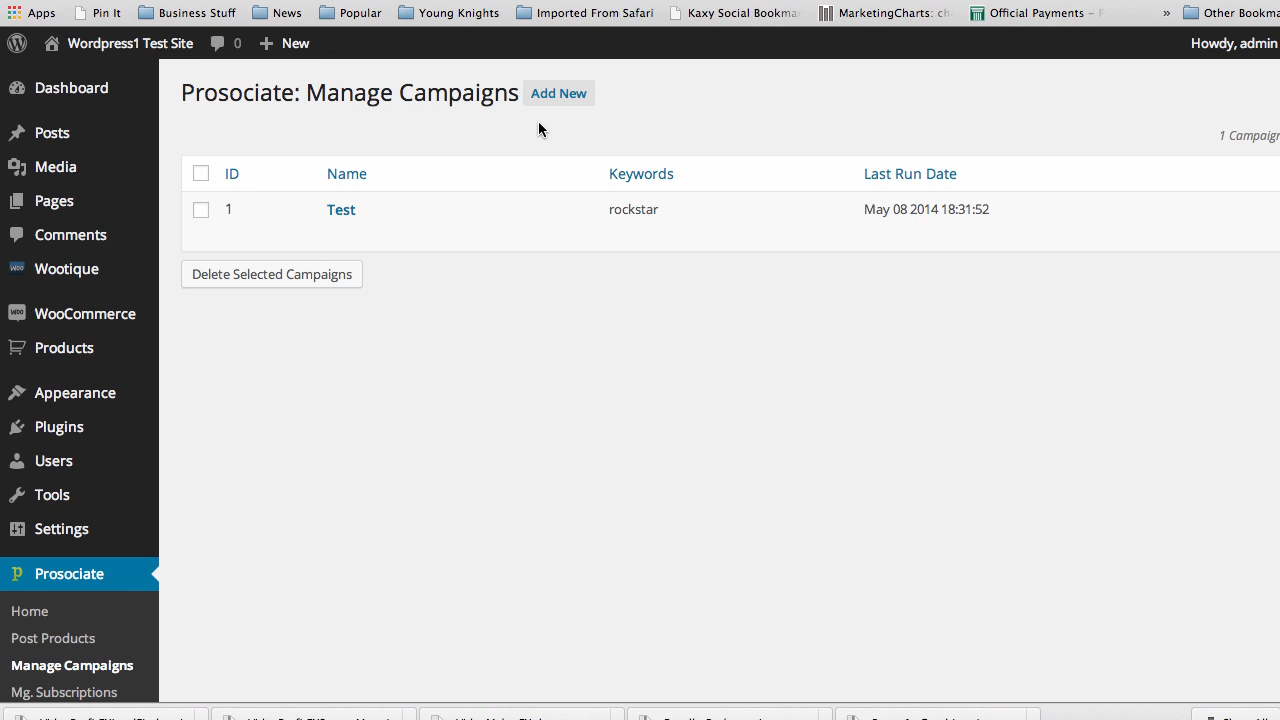 Apps Pin It Business Stuff News Popular Young Knights Imported From Safari Kaxy Social Bookma MarketingCharts: ch Official Payments – P » Other Bookma
Wordpress1 Test Site 0 New Howdy, admin
Dashboard
Posts
Media
Pages
Comments
Wootique
WooCommerce
Products
Appearance
Plugins
Users
Tools
Settings
Prosociate
Home
Post Products
Manage Campaigns
Mg. Subscriptions
Prosociate: Manage Campaigns Add New
1 Campaign
ID Name Keywords Last Run Date
1 Test rockstar May 08 2014 18:31:52
Delete Selected Campaigns